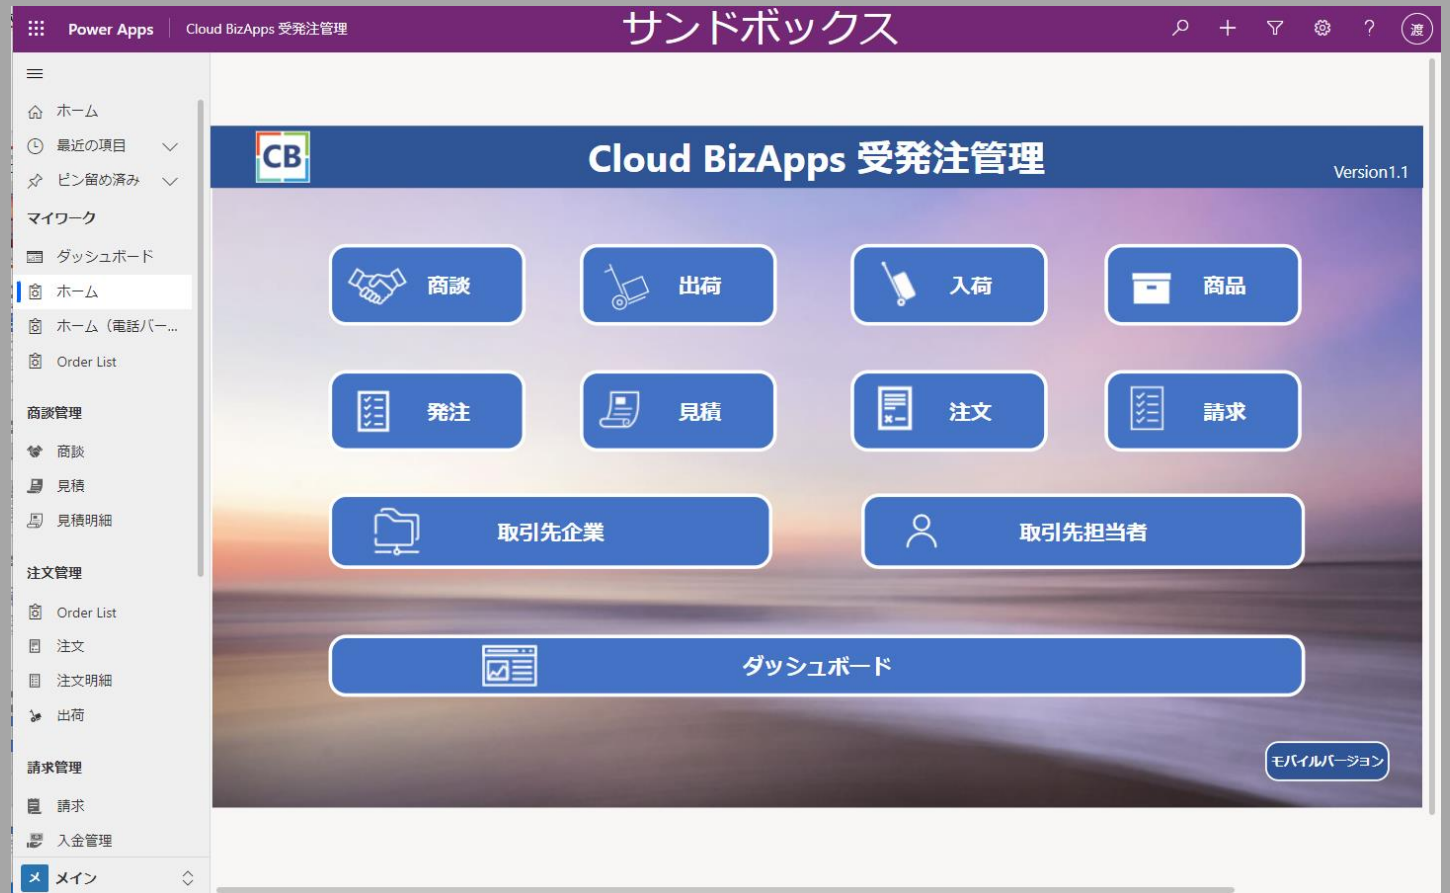 Power Apps
Cloud BizApps 受発注管理
サンドボックス
?
渡
ホーム
最近の項目
ピン留め済み
マイワーク
ダッシュボード
ホーム
ホーム（電話バー...
Order List
商談管理
商談
見積
見積明細
注文管理
Order List
注文
注文明細
出荷
請求管理
請求
入金管理
メ
メイン
CB
Cloud BizApps 受発注管理
Version1.1
商談
出荷
入荷
商品
発注
見積
注文
請求
取引先企業
取引先担当者
ダッシュボード
モバイルバージョン